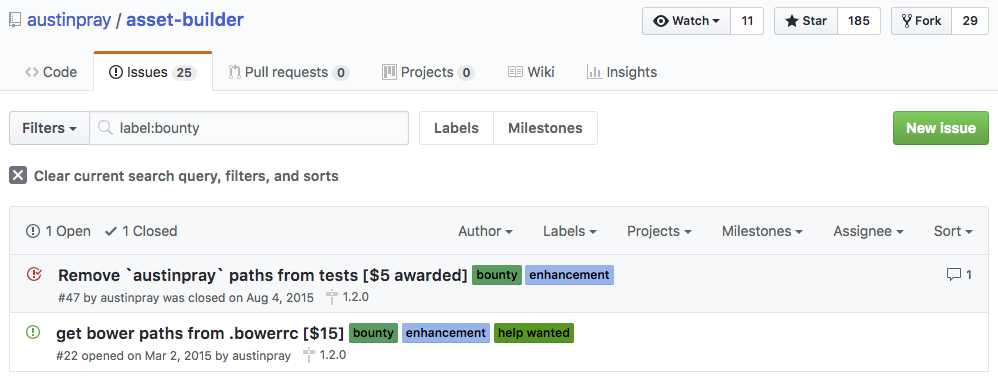 austinpray / asset-builder
Watch 11 Star 185 Fork 29
Code Issues 25 Pull requests 0 Projects 0 Wiki Insights
Filters label:bounty Labels Milestones New issue
Clear current search query, filters, and sorts
1 Open 1 Closed Author Labels Projects Milestones Assignee Sort
Remove `austinpray` paths from tests [$5 awarded] bounty enhancement 1
#47 by austinpray was closed on Aug 4, 2015 1.2.0
get bower paths from .bowerrc [$15] bounty enhancement help wanted
#22 opened on Mar 2, 2015 by austinpray 1.2.0